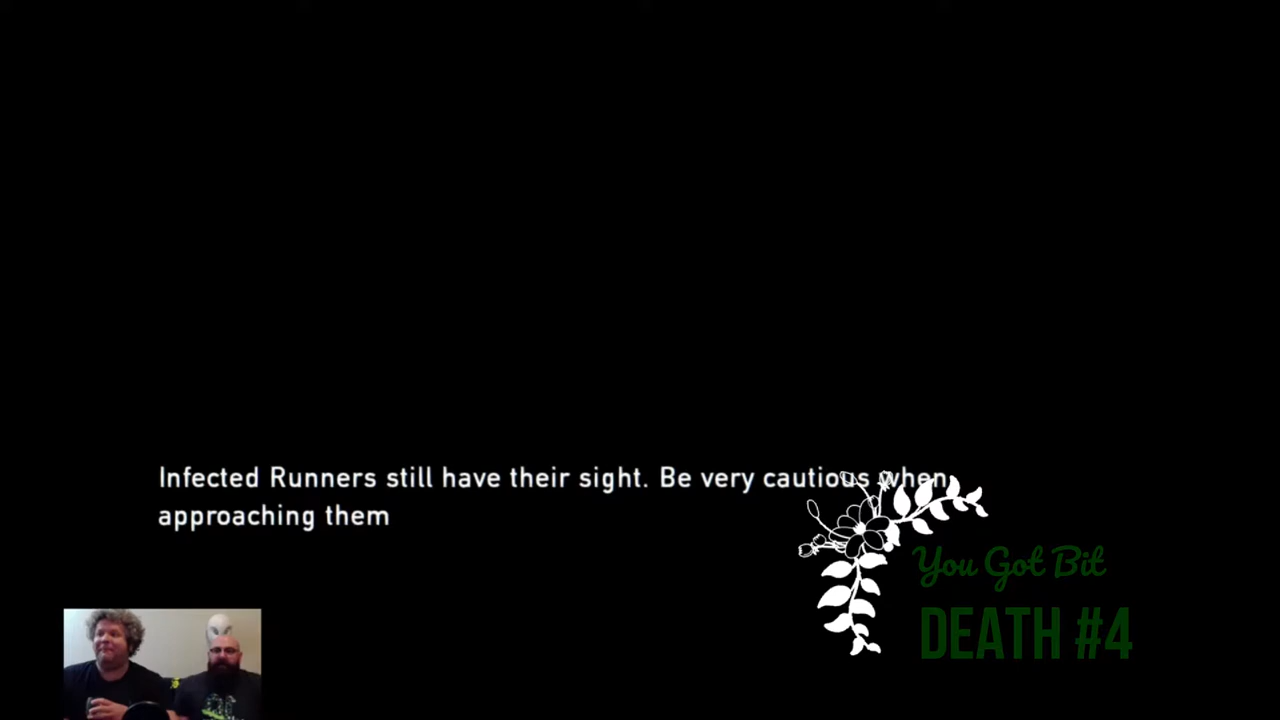 Infected Runners still have their sight. Be very cautious when
approaching them
You Got Bit
DEATH #4